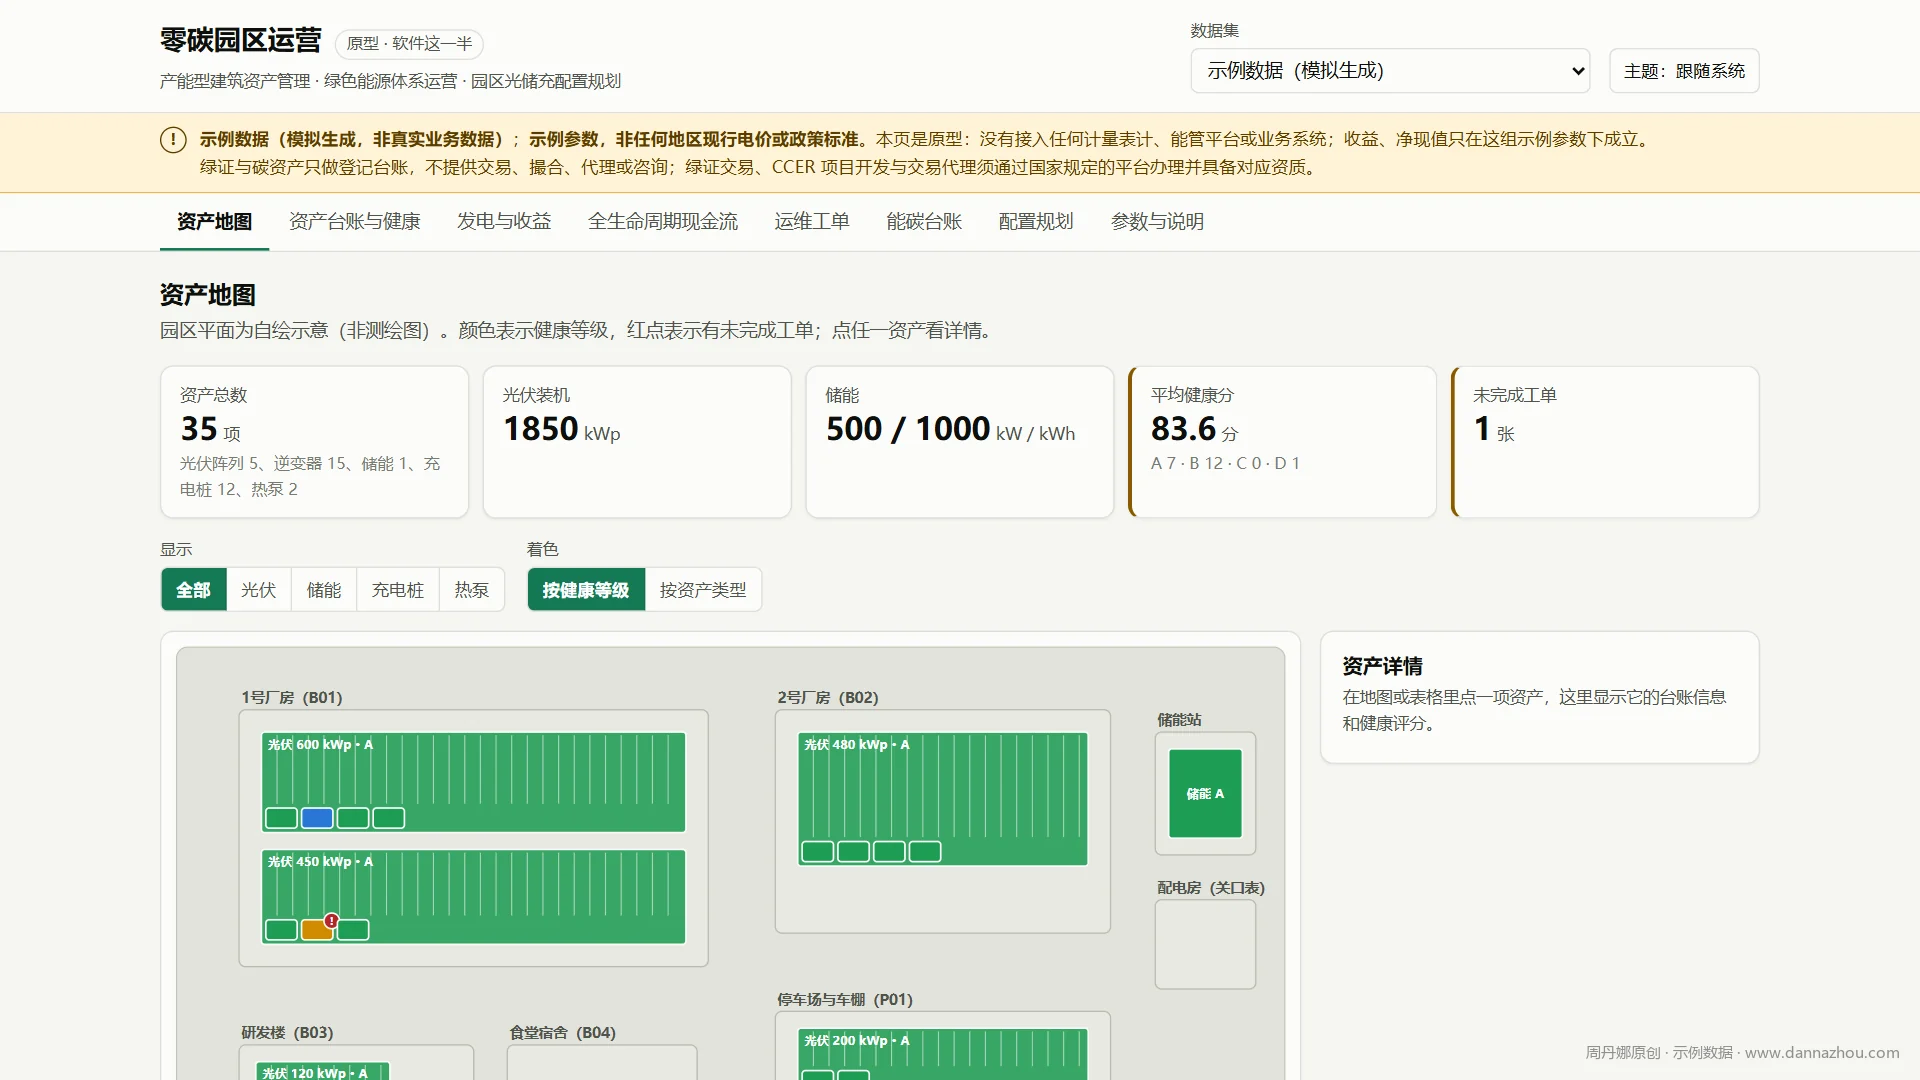 零碳园区运营
原型 · 软件这一半
产能型建筑资产管理 · 绿色能源体系运营 · 园区光储充配置规划
数据集
示例数据（模拟生成）
主题：跟随系统
示例数据（模拟生成，非真实业务数据）；示例参数，非任何地区现行电价或政策标准。本页是原型：没有接入任何计量表计、能管平台或业务系统；收益、净现值只在这组示例参数下成立。
绿证与碳资产只做登记台账，不提供交易、撮合、代理或咨询；绿证交易、CCER 项目开发与交易代理须通过国家规定的平台办理并具备对应资质。
资产地图
资产台账与健康
发电与收益
全生命周期现金流
运维工单
能碳台账
配置规划
参数与说明
资产地图
园区平面为自绘示意（非测绘图）。颜色表示健康等级，红点表示有未完成工单；点任一资产看详情。
资产总数
35 项
光伏阵列 5、逆变器 15、储能 1、充
电桩 12、热泵 2
光伏装机
1850 kWp
储能
500 / 1000 kW / kWh
平均健康分
83.6 分
A 7 · B 12 · C 0 · D 1
未完成工单
1 张
显示
全部
光伏
储能
充电桩
热泵
着色
按健康等级
按资产类型
1号厂房（B01）
光伏 600 kWp · A
光伏 450 kWp · A
!
2号厂房（B02）
光伏 480 kWp · A
储能站
储能 A
配电房（关口表）
停车场与车棚（P01）
光伏 200 kWp · A
研发楼（B03）
光伏 120 kWp · A
食堂宿舍（B04）
资产详情
在地图或表格里点一项资产，这里显示它的台账信息
和健康评分。
周丹娜原创 · 示例数据 · www.dannazhou.com